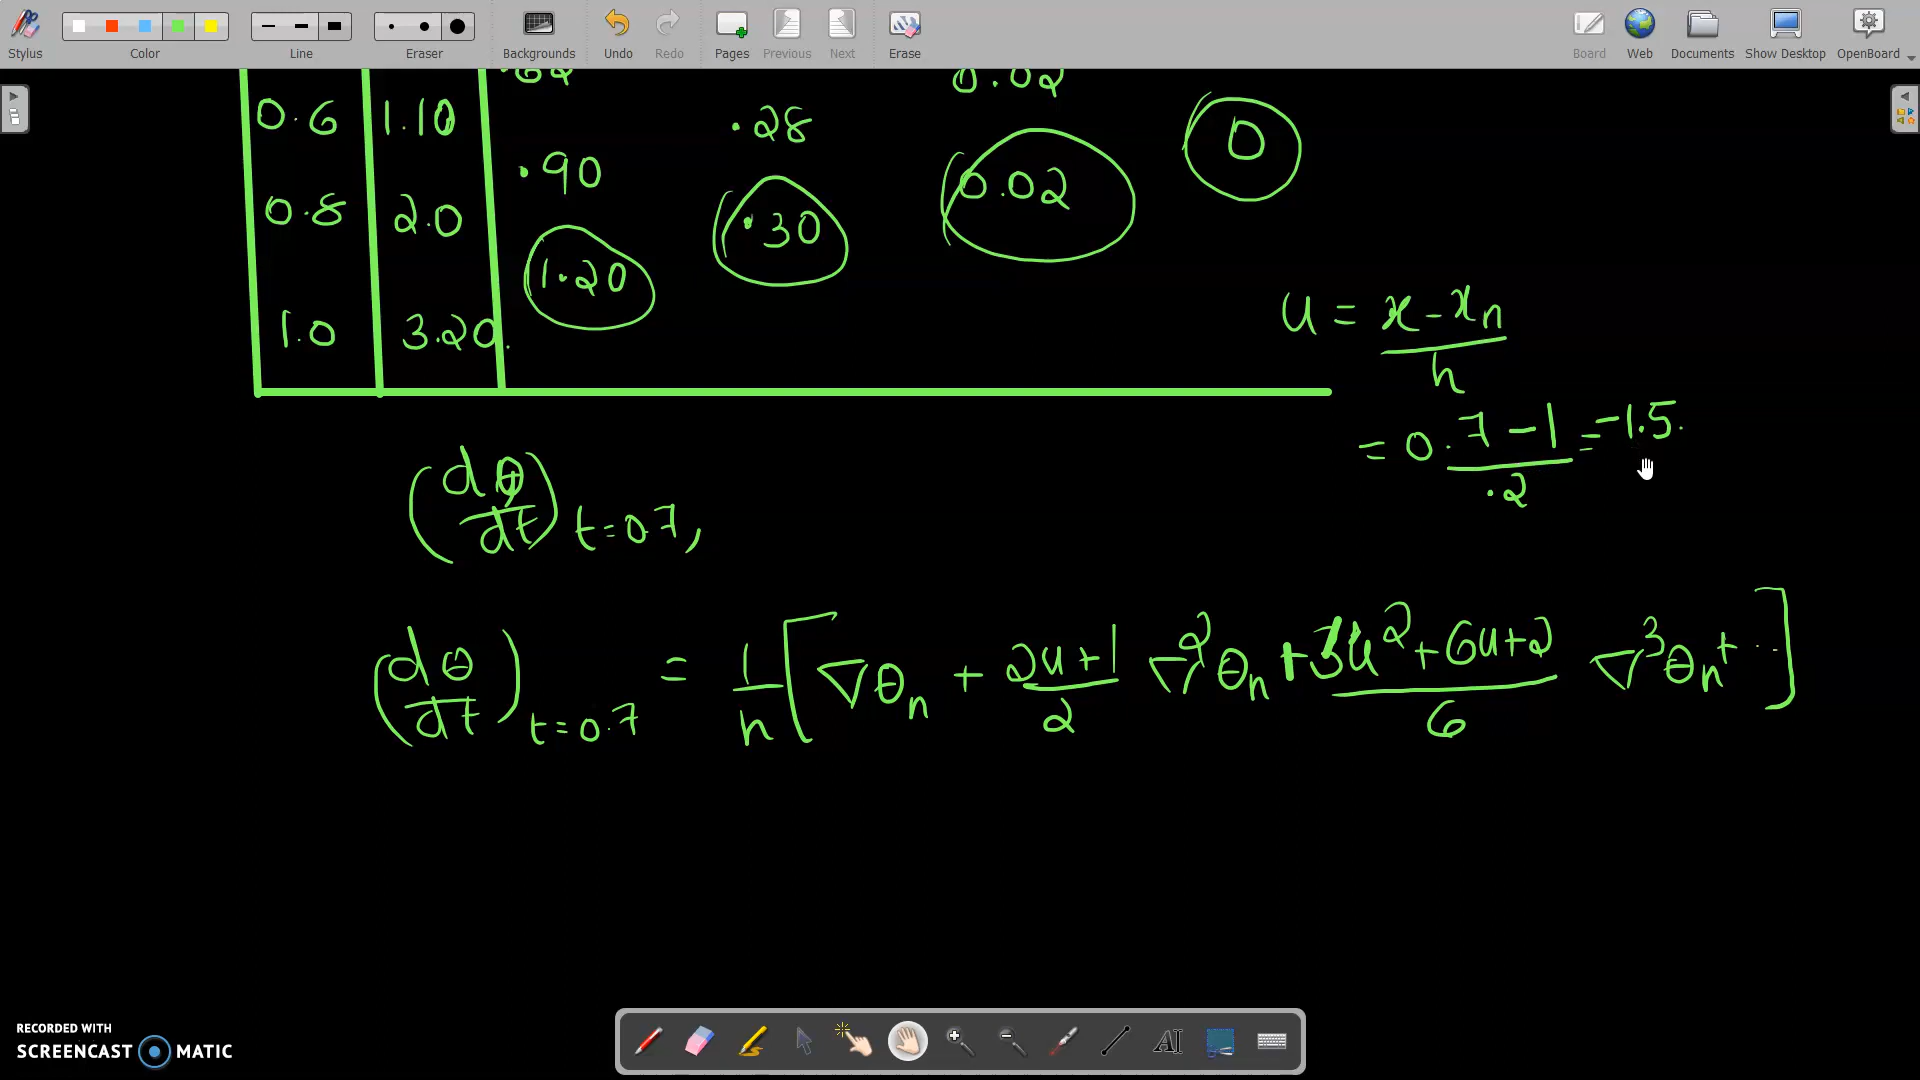 Stylus Color Line Eraser Backgrounds Undo Redo Pages Previous Next Erase Board Web Documents Show Desktop OpenBoard
.62 0.02
0.6 1.10 .28 0
.90 0.02
0.8 2.0 .30
1.20
1.0 3.20.
u = x - xn / h
= 0.7 - 1 / .2 = -1.5.
(dθ/dt) t=0.7,
(dθ/dt) t=0.7 = 1/h [∇θn + 2u+1/2 ∇²θn + 3u²+6u+2/6 ∇³θn + ..]
RECORDED WITH
SCREENCAST MATIC